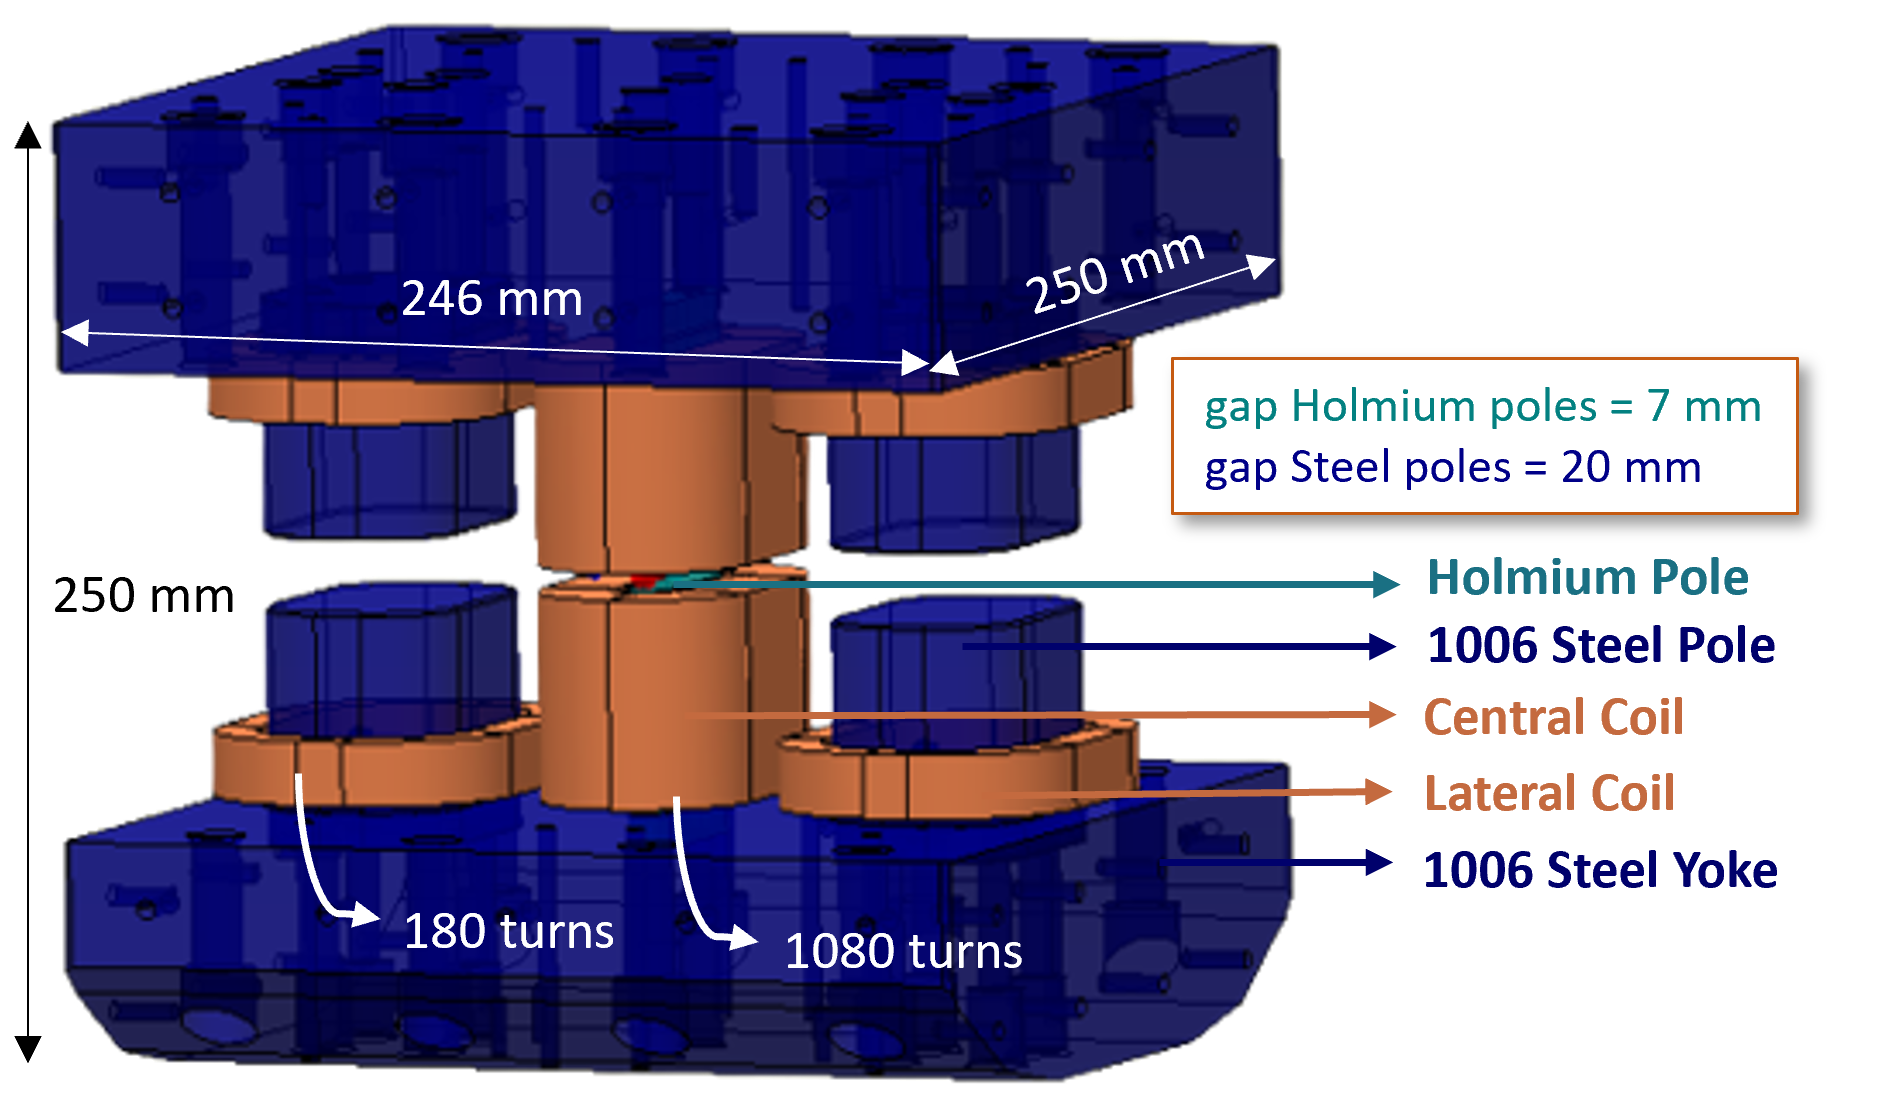 246 mm
250 mm
gap Holmium poles = 7 mm
gap Steel poles = 20 mm
250 mm
Holmium Pole
1006 Steel Pole
Central Coil
Lateral Coil
1006 Steel Yoke
180 turns
1080 turns